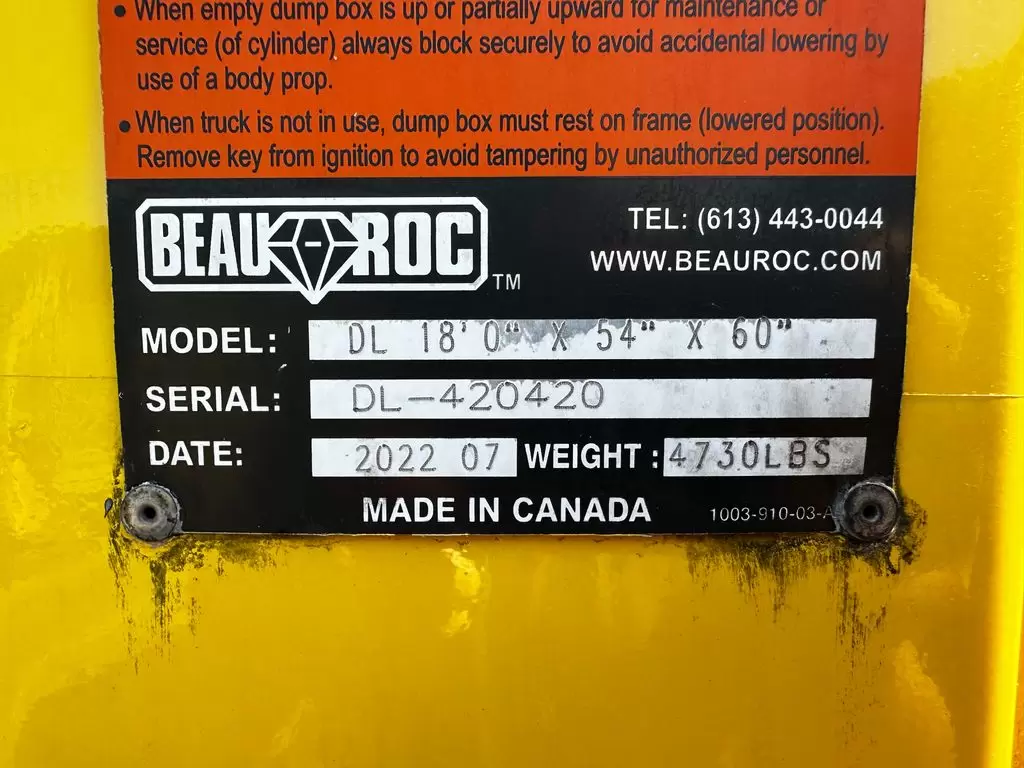 • When empty dump box is up or partially upward for maintenance or
service (of cylinder) always block securely to avoid accidental lowering by
use of a body prop.
• When truck is not in use, dump box must rest on frame (lowered position).
Remove key from ignition to avoid tampering by unauthorized personnel.
BEAU ROC TM
TEL: (613) 443-0044
WWW.BEAUROC.COM
MODEL: DL 18'0" X 54" X 60"
SERIAL: DL-420420
DATE: 2022 07 WEIGHT: 4730LBS
MADE IN CANADA 1003-910-03-A